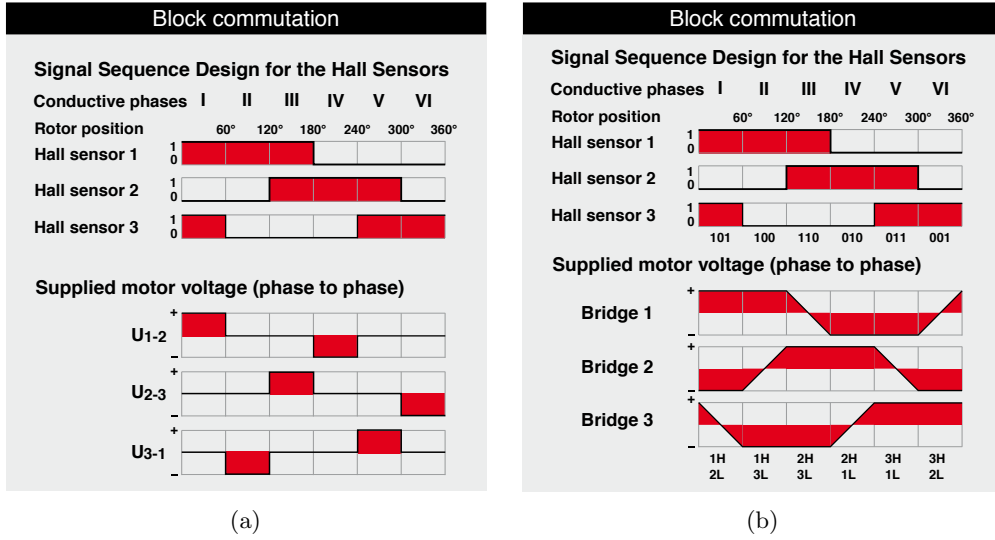 Block commutation
Signal Sequence Design for the Hall Sensors
Conductive phases I II III IV V VI
Rotor position 60° 120° 180° 240° 300° 360°
Hall sensor 1 1 0
Hall sensor 2 1 0
Hall sensor 3 1 0
Supplied motor voltage (phase to phase)
U1-2 + –
U2-3 + –
U3-1 + –
(a)
Block commutation
Signal Sequence Design for the Hall Sensors
Conductive phases I II III IV V VI
Rotor position 60° 120° 180° 240° 300° 360°
Hall sensor 1 1 0
Hall sensor 2 1 0
Hall sensor 3 1 0
101 100 110 010 011 001
Supplied motor voltage (phase to phase)
Bridge 1 + –
Bridge 2 + –
Bridge 3 + –
1H 1H 2H 2H 3H 3H
2L 3L 3L 1L 1L 2L
(b)